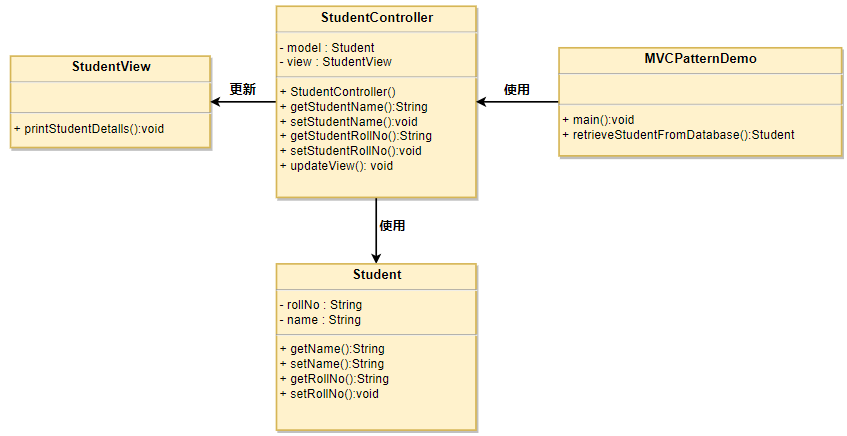 StudentController
- model : Student
- view : StudentView
+ StudentController()
+ getStudentName():String
+ setStudentName():void
+ getStudentRollNo():String
+ setStudentRollNo():void
+ updateView(): void
StudentView
+ printStudentDetalls():void
更新
使用
MVCPatternDemo
+ main():void
+ retrieveStudentFromDatabase():Student
使用
Student
- rollNo : String
- name : String
+ getName():String
+ setName():String
+ getRollNo():String
+ setRollNo():void